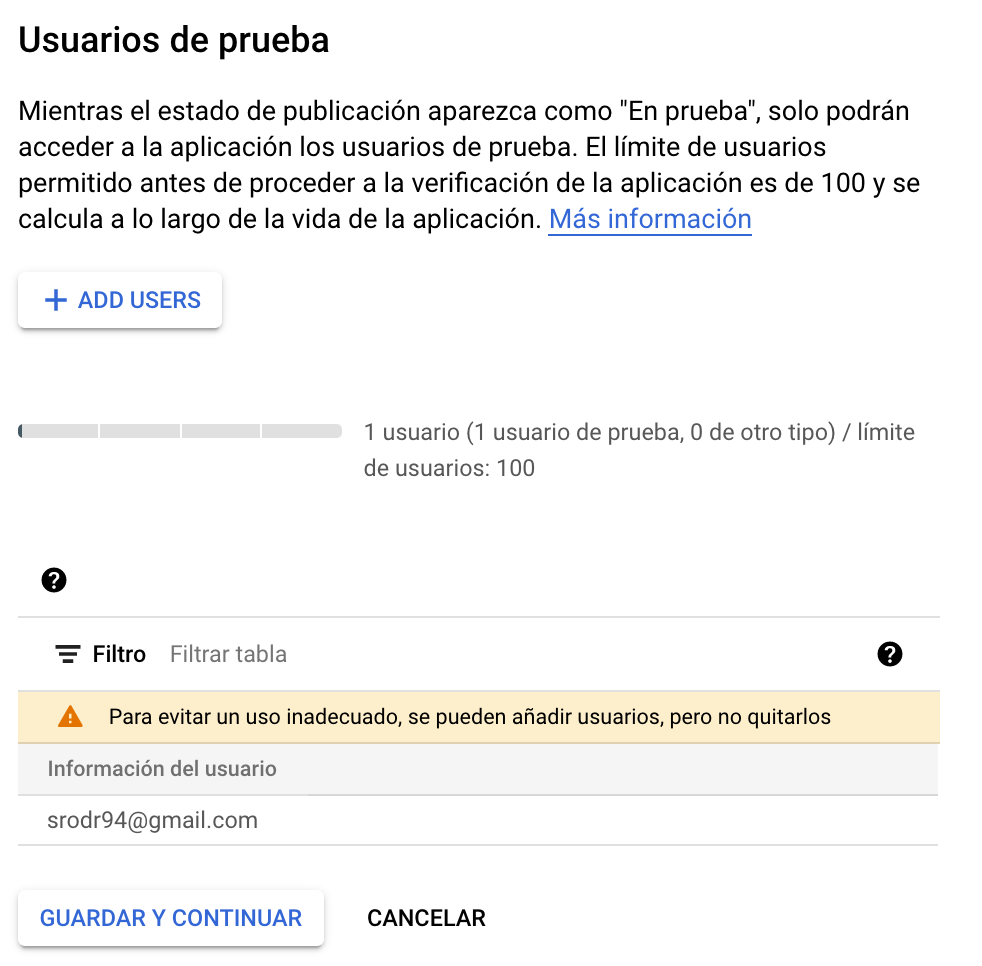 Usuarios de prueba
Mientras el estado de publicación aparezca como "En prueba", solo podrán
acceder a la aplicación los usuarios de prueba. El límite de usuarios
permitido antes de proceder a la verificación de la aplicación es de 100 y se
calcula a lo largo de la vida de la aplicación. Más información
ADD USERS
1 usuario (1 usuario de prueba, 0 de otro tipo) / límite
de usuarios: 100
Filtro Filtrar tabla
Para evitar un uso inadecuado, se pueden añadir usuarios, pero no quitarlos
Información del usuario
srodr94@gmail.com
GUARDAR Y CONTINUAR CANCELAR